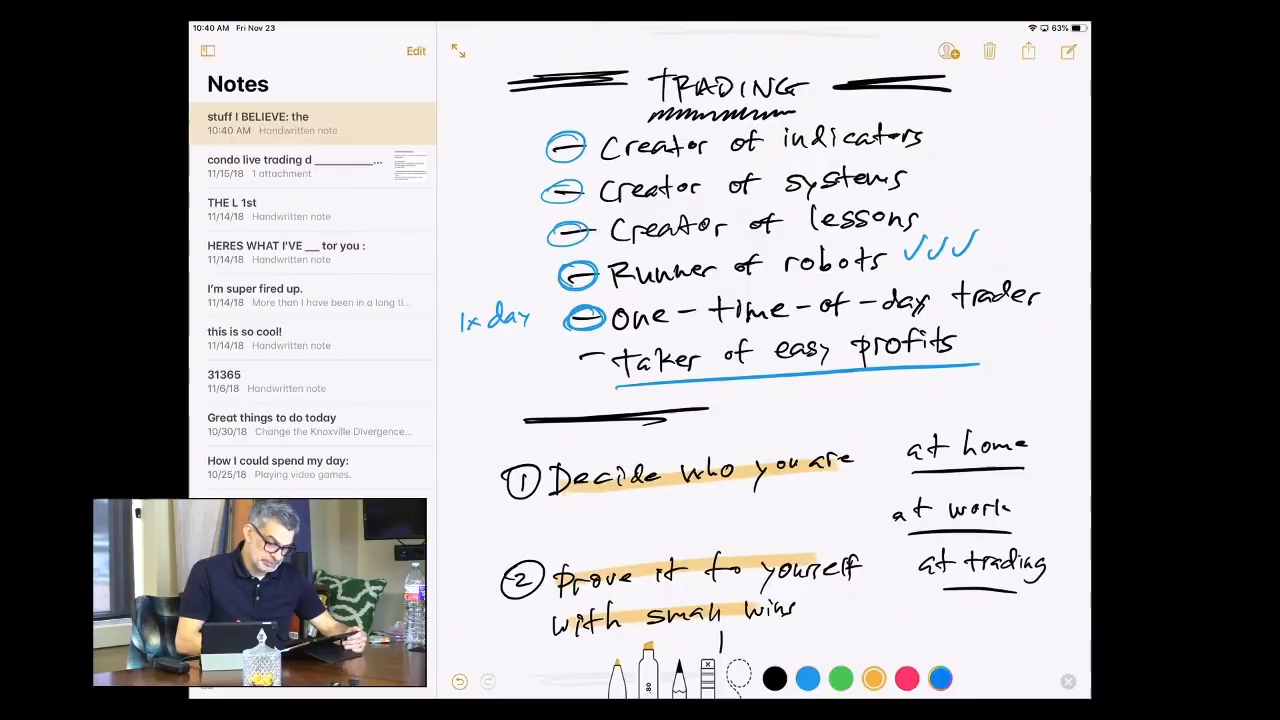 10:40 AM Fri Nov 23
63%
Edit
Notes
stuff I BELIEVE: the
10:40 AM Handwritten note
condo live trading d __________...
11/15/18 1 attachment
THE L 1st
11/14/18 Handwritten note
HERES WHAT I'VE ___ tor you :
11/14/18 Handwritten note
I'm super fired up.
11/14/18 More than I have been in a long ti...
this is so cool!
11/14/18 Handwritten note
31365
11/6/18 Handwritten note
Great things to do today
10/30/18 Change the Knoxville Divergence...
How I could spend my day:
10/25/18 Playing video games.
TRADING
- Creator of indicators
- Creator of systems
- Creator of lessons
- Runner of robots ✓✓✓
1x day - One-time-of-day trader
- taker of easy profits
① Decide who you are
at home
at work
② Prove it to yourself
with small wins
at trading
.80